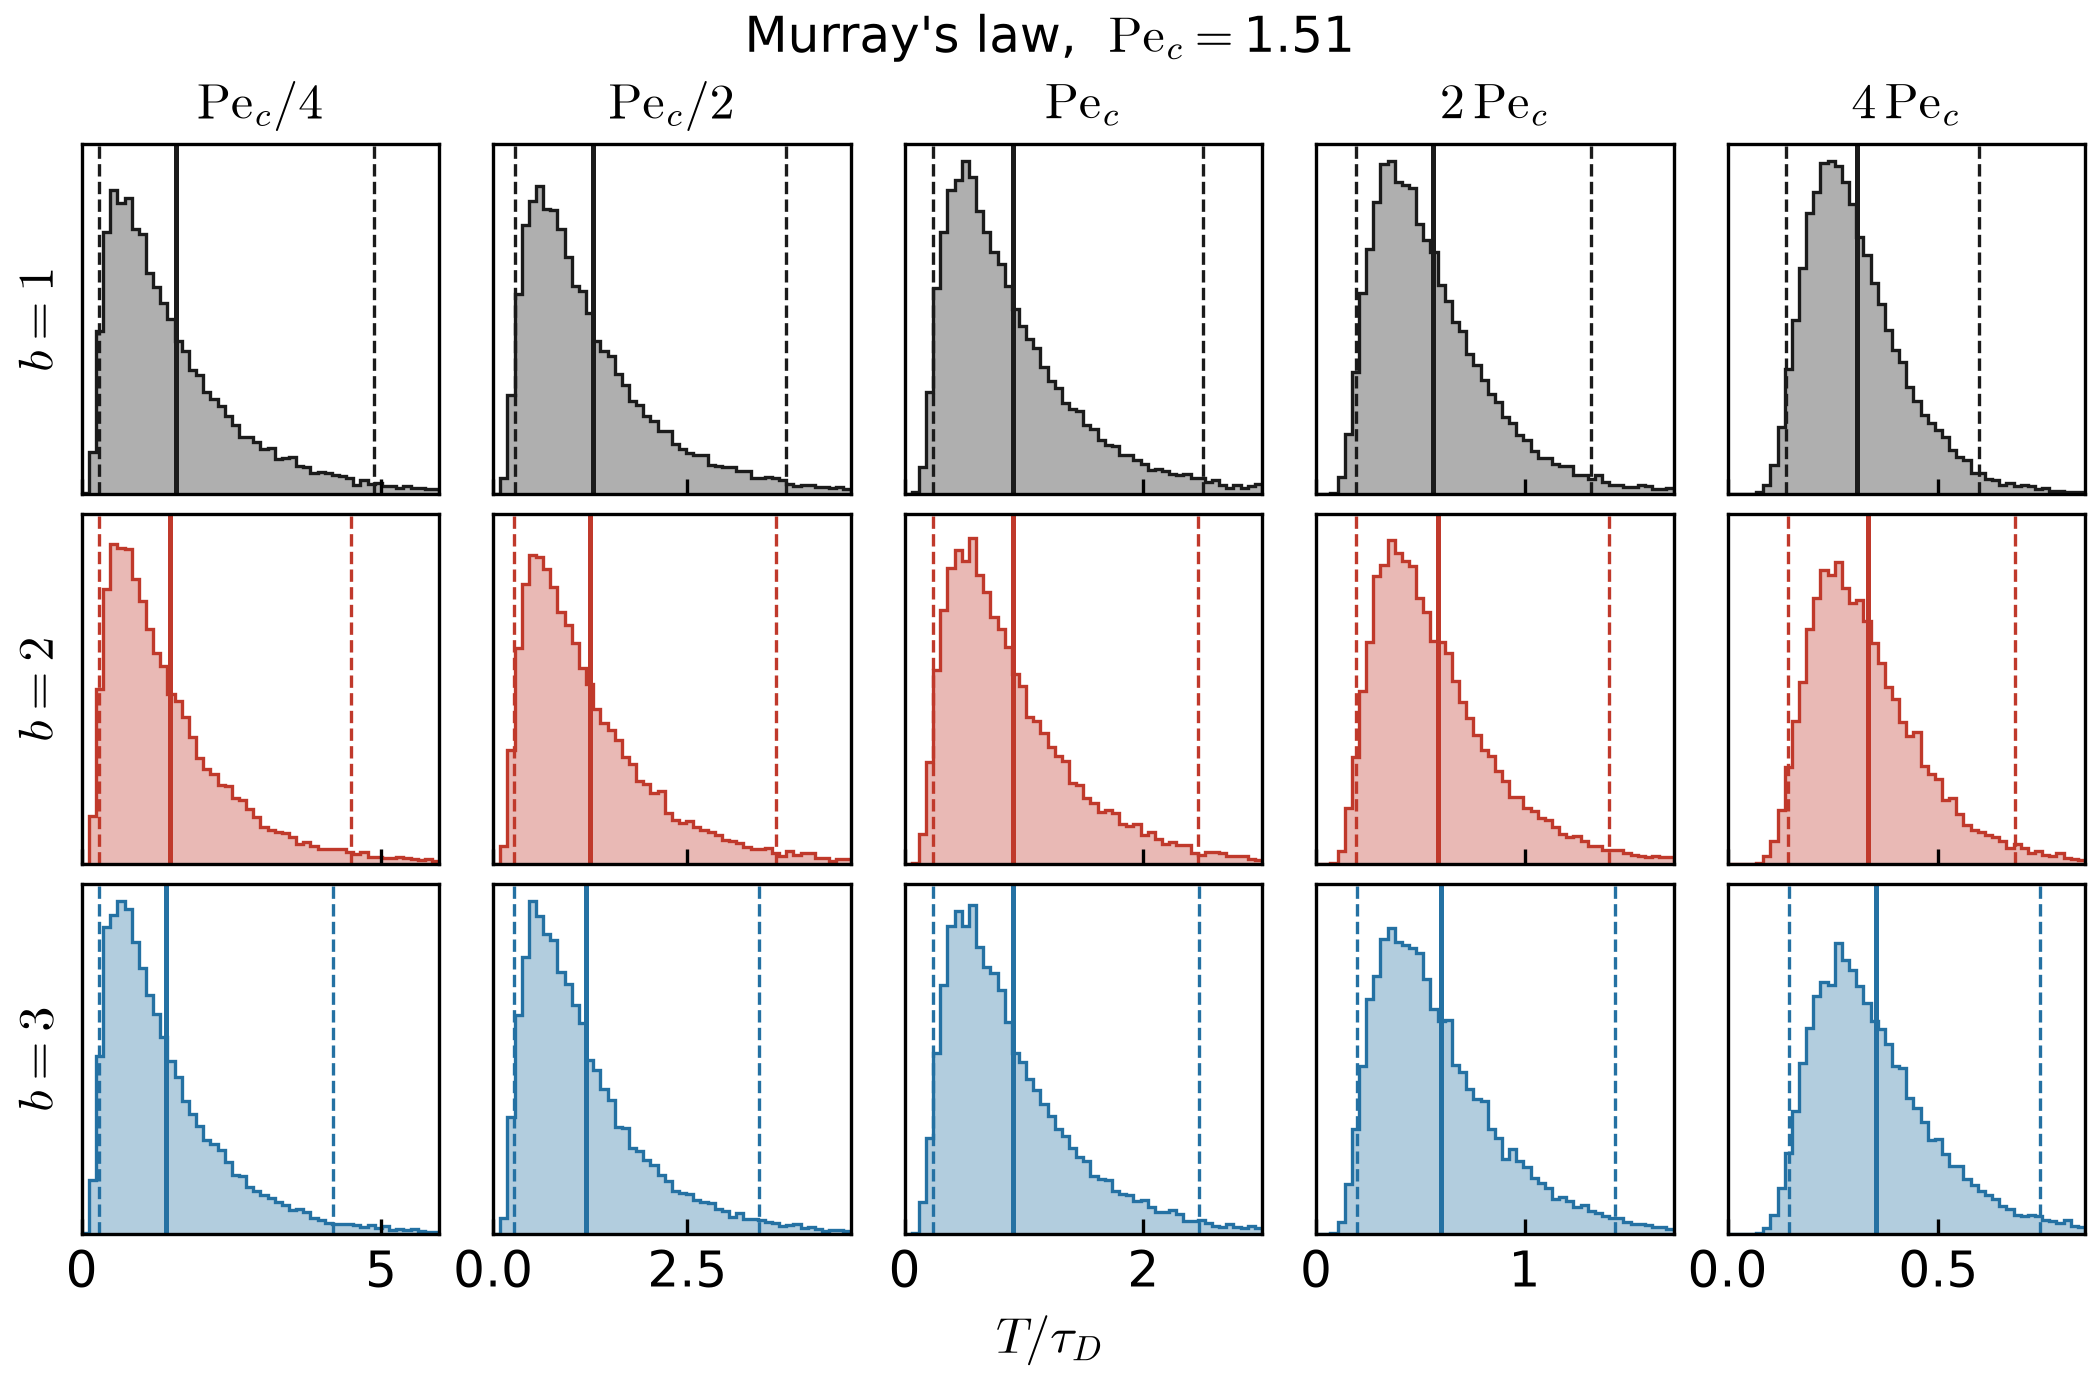 Murray's law, Pe_c = 1.51
Pe_c/4 Pe_c/2 Pe_c 2 Pe_c 4 Pe_c
b = 1
b = 2
b = 3
0 5 0.0 2.5 0 2 0 1 0.0 0.5
T/τ_D